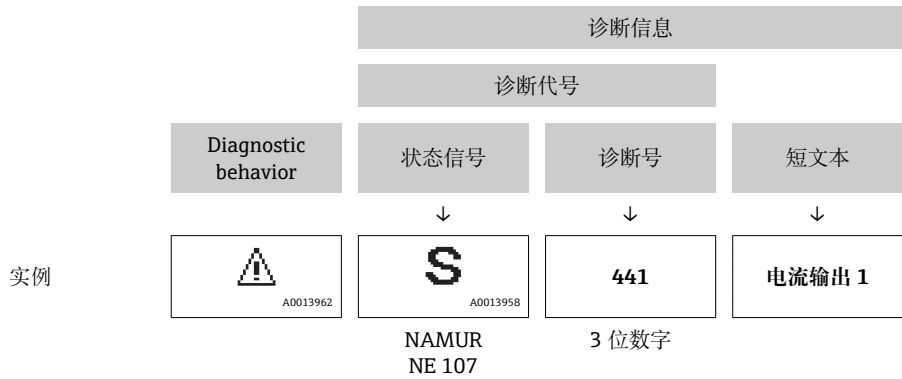 诊断信息
诊断代号
Diagnostic
behavior
状态信号
诊断号
短文本
↓ ↓ ↓
实例
A0013962
S
A0013958
441
电流输出 1
NAMUR
NE 107
3 位数字